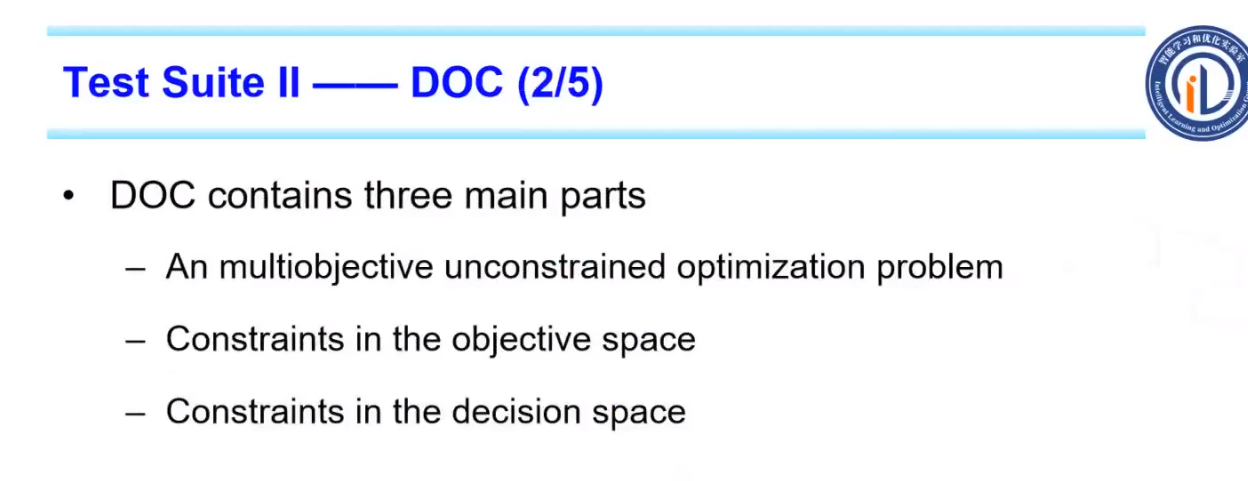 Test Suite II —— DOC (2/5)
智能学习和优化实验室
Intelligent Learning and Optimization
• DOC contains three main parts
– An multiobjective unconstrained optimization problem
– Constraints in the objective space
– Constraints in the decision space